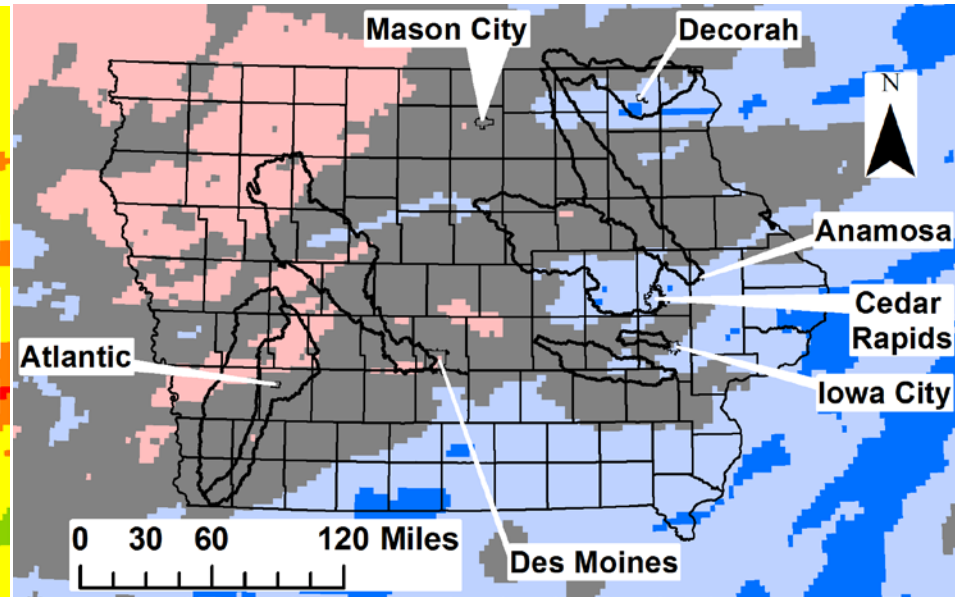 Mason City
Decorah
N
Anamosa
Cedar
Rapids
Atlantic
Iowa City
0 30 60 120 Miles
Des Moines